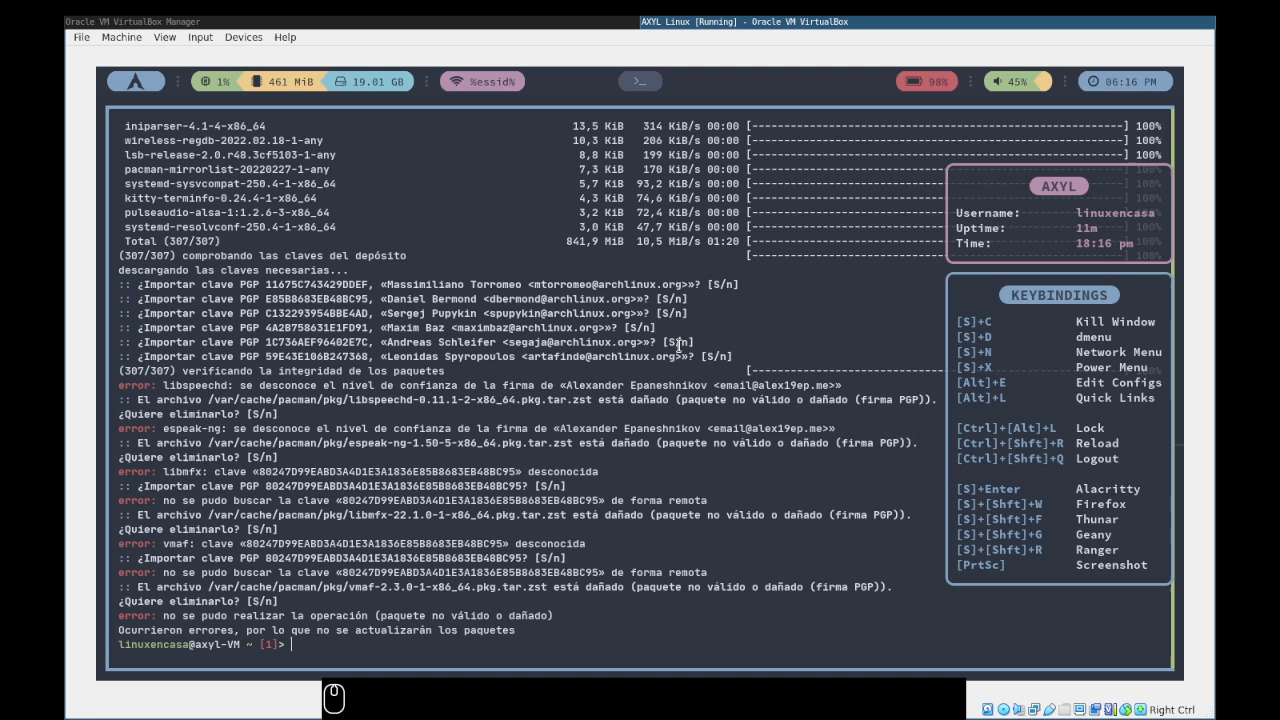 Oracle VM VirtualBox Manager
AXYL Linux [Running] - Oracle VM VirtualBox
File Machine View Input Devices Help
1% 461 MiB 19.01 GB %essid% >_ 98% 45% 06:16 PM
iniparser-4.1-4-x86_64 13,5 KiB 314 KiB/s 00:00 [----------------------------------------------------------] 100%
wireless-regdb-2022.02.18-1-any 10,3 KiB 206 KiB/s 00:00 [----------------------------------------------------------] 100%
lsb-release-2.0.r48.3cf5103-1-any 8,8 KiB 199 KiB/s 00:00 [----------------------------------------------------------] 100%
pacman-mirrorlist-20220227-1-any 7,3 KiB 170 KiB/s 00:00 [----------------------------------------------------------] 100%
systemd-sysvcompat-250.4-1-x86_64 5,7 KiB 93,2 KiB/s 00:00 [----------------------------------------------------------] 100%
kitty-terminfo-0.24.4-1-x86_64 4,3 KiB 74,6 KiB/s 00:00 [----------------------------------------------------------] 100%
pulseaudio-alsa-1:1.2.6-3-x86_64 3,2 KiB 72,4 KiB/s 00:00 [----------------------------------------------------------] 100%
systemd-resolvconf-250.4-1-x86_64 3,0 KiB 47,7 KiB/s 00:00 [----------------------------------------------------------] 100%
Total (307/307) 841,9 MiB 10,5 MiB/s 01:20 [----------------------------------------------------------] 100%
(307/307) comprobando las claves del depósito [----------------------------------------------------------] 100%
descargando las claves necesarias...
:: ¿Importar clave PGP 11675C743429DDEF, «Massimiliano Torromeo <mtorromeo@archlinux.org>»? [S/n]
:: ¿Importar clave PGP E85B8683EB48BC95, «Daniel Bermond <dbermond@archlinux.org>»? [S/n]
:: ¿Importar clave PGP C132293954BBE4AD, «Sergej Pupykin <spupykin@archlinux.org>»? [S/n]
:: ¿Importar clave PGP 4A2B758631E1FD91, «Maxim Baz <maximbaz@archlinux.org>»? [S/n]
:: ¿Importar clave PGP 1C736AEF96402E7C, «Andreas Schleifer <segaja@archlinux.org>»? [S/n]
:: ¿Importar clave PGP 59E43E106B247368, «Leonidas Spyropoulos <artafinde@archlinux.org>»? [S/n]
(307/307) verificando la integridad de los paquetes [----------------------------------------------------------] 100%
error: libspeechd: se desconoce el nivel de confianza de la firma de «Alexander Epaneshnikov <email@alex19ep.me>»
:: El archivo /var/cache/pacman/pkg/libspeechd-0.11.1-2-x86_64.pkg.tar.zst está dañado (paquete no válido o dañado (firma PGP)).
¿Quiere eliminarlo? [S/n]
error: espeak-ng: se desconoce el nivel de confianza de la firma de «Alexander Epaneshnikov <email@alex19ep.me>»
:: El archivo /var/cache/pacman/pkg/espeak-ng-1.50-5-x86_64.pkg.tar.zst está dañado (paquete no válido o dañado (firma PGP)).
¿Quiere eliminarlo? [S/n]
error: libmfx: clave «80247D99EABD3A4D1E3A1836E85B8683EB48BC95» desconocida
:: ¿Importar clave PGP 80247D99EABD3A4D1E3A1836E85B8683EB48BC95? [S/n]
error: no se pudo buscar la clave «80247D99EABD3A4D1E3A1836E85B8683EB48BC95» de forma remota
:: El archivo /var/cache/pacman/pkg/libmfx-22.1.0-1-x86_64.pkg.tar.zst está dañado (paquete no válido o dañado (firma PGP)).
¿Quiere eliminarlo? [S/n]
error: vmaf: clave «80247D99EABD3A4D1E3A1836E85B8683EB48BC95» desconocida
:: ¿Importar clave PGP 80247D99EABD3A4D1E3A1836E85B8683EB48BC95? [S/n]
error: no se pudo buscar la clave «80247D99EABD3A4D1E3A1836E85B8683EB48BC95» de forma remota
:: El archivo /var/cache/pacman/pkg/vmaf-2.3.0-1-x86_64.pkg.tar.zst está dañado (paquete no válido o dañado (firma PGP)).
¿Quiere eliminarlo? [S/n]
error: no se pudo realizar la operación (paquete no válido o dañado)
Ocurrieron errores, por lo que no se actualizarán los paquetes
linuxencasa@axyl-VM ~ [1]>
AXYL
Username: linuxencasa
Uptime: 11m
Time: 18:16 pm
KEYBINDINGS
[S]+C Kill Window
[S]+D dmenu
[S]+N Network Menu
[S]+X Power Menu
[Alt]+E Edit Configs
[Alt]+L Quick Links
[Ctrl]+[Alt]+L Lock
[Ctrl]+[Shft]+R Reload
[Ctrl]+[Shft]+Q Logout
[S]+Enter Alacritty
[S]+[Shft]+W Firefox
[S]+[Shft]+F Thunar
[S]+[Shft]+G Geany
[S]+[Shft]+R Ranger
[PrtSc] Screenshot
Right Ctrl